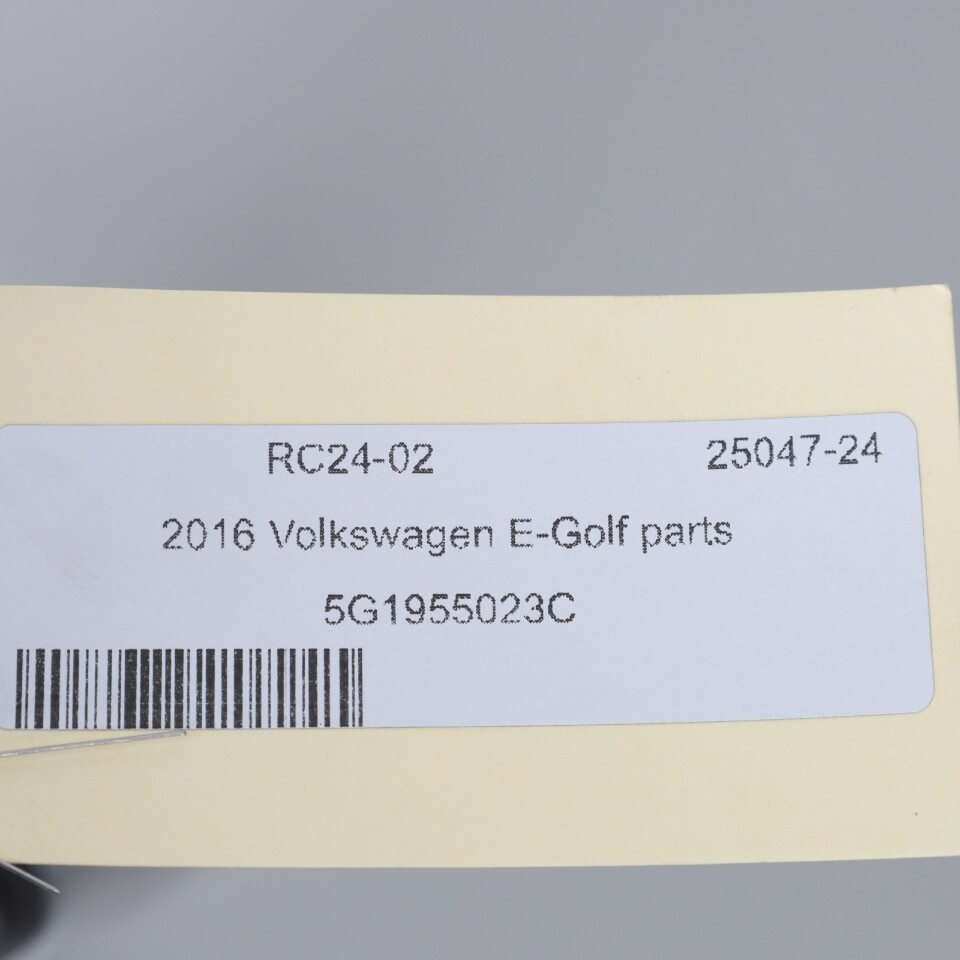 RC24-02 25047-24
2016 Volkswagen E-Golf parts
5G1955023C